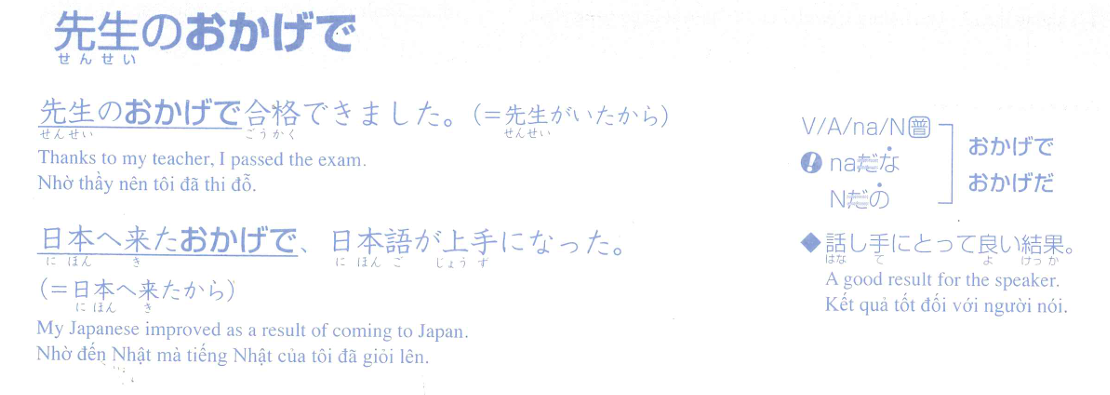 先生のおかげで
せんせい
先生のおかげで合格できました。(=先生がいたから)
せんせい ごうかく せんせい
Thanks to my teacher, I passed the exam.
Nhờ thầy nên tôi đã thi đỗ.
日本へ来たおかげで、日本語が上手になった。
に ほん き に ほん ご じょう ず
(=日本へ来たから)
に ほん き
My Japanese improved as a result of coming to Japan.
Nhờ đến Nhật mà tiếng Nhật của tôi đã giỏi lên.
V/A/na/N普
! naだな
Nだの
おかげで
おかげだ
◆話し手にとって良い結果。
はな て よ けっ か
A good result for the speaker.
Kết quả tốt đối với người nói.